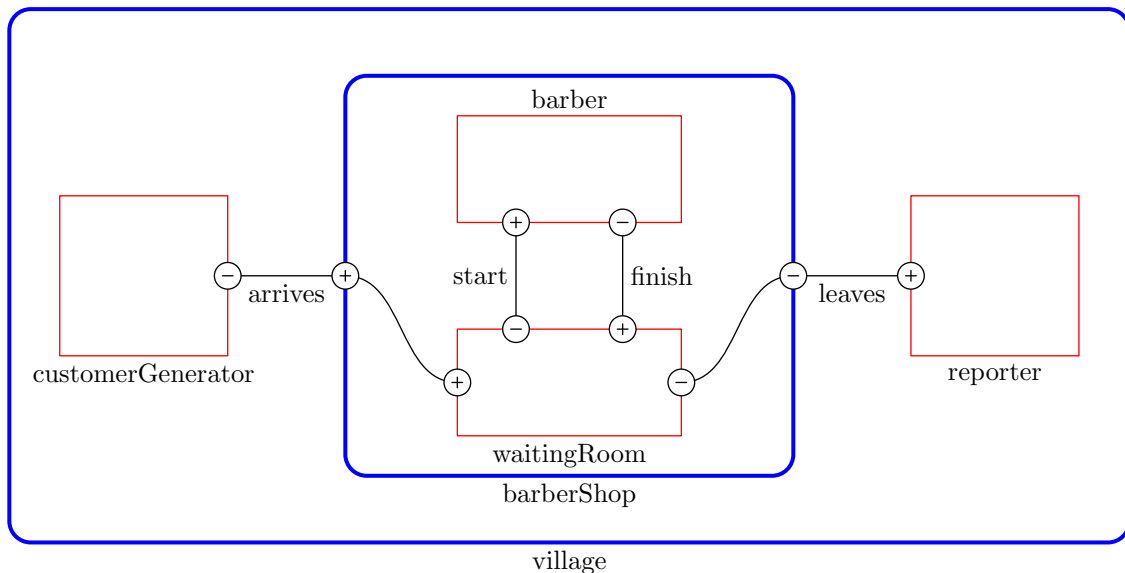 barber
start
finish
arrives
leaves
customerGenerator
reporter
waitingRoom
barberShop
village